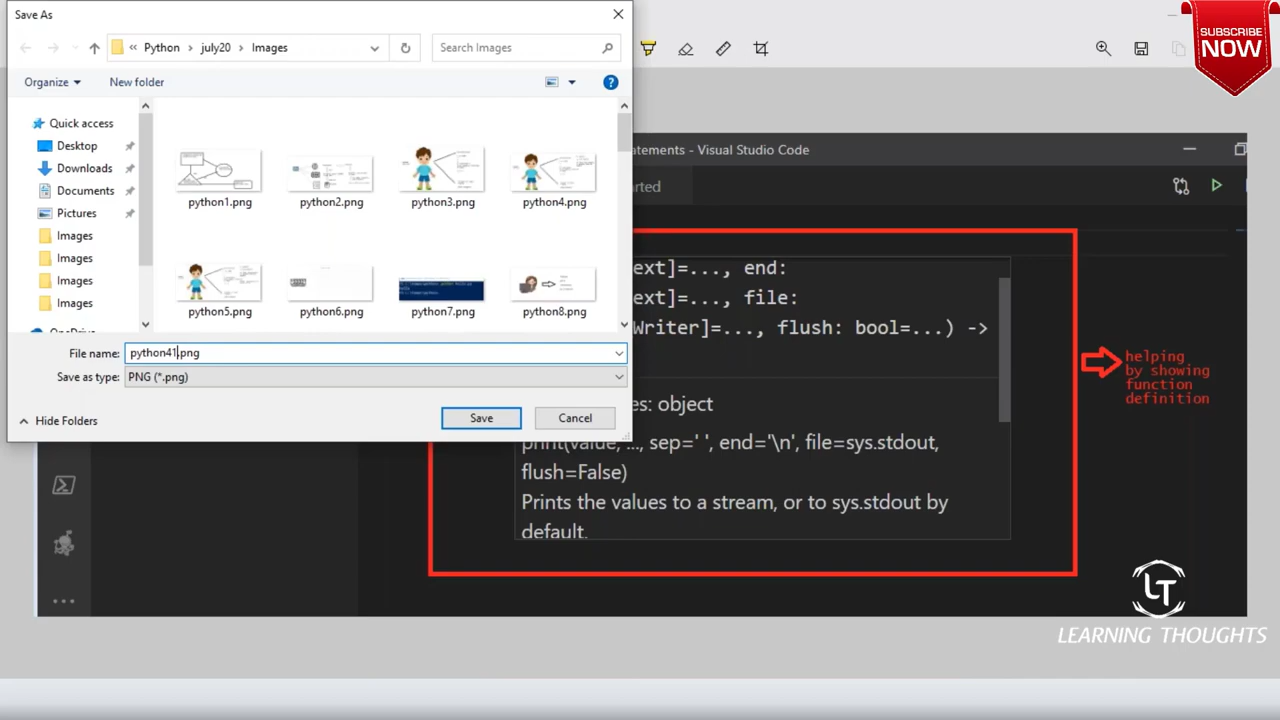 Save As
SUBSCRIBE
NOW
« Python > july20 > Images
Search Images
Organize
New folder
Quick access
Desktop
Downloads
Documents
Pictures
Images
Images
Images
Images
OneDrive
python1.png
python2.png
python3.png
python4.png
python5.png
python6.png
python7.png
python8.png
File name: python41.png
Save as type: PNG (*.png)
Hide Folders
Save
Cancel
atements - Visual Studio Code
arted
ext]=..., end:
ext]=..., file:
Writer]=..., flush: bool=...) ->
es: object
print(value, ..., sep=' ', end='\n', file=sys.stdout,
flush=False)
Prints the values to a stream, or to sys.stdout by
default.
helping
by showing
function
definition
LT
LEARNING THOUGHTS